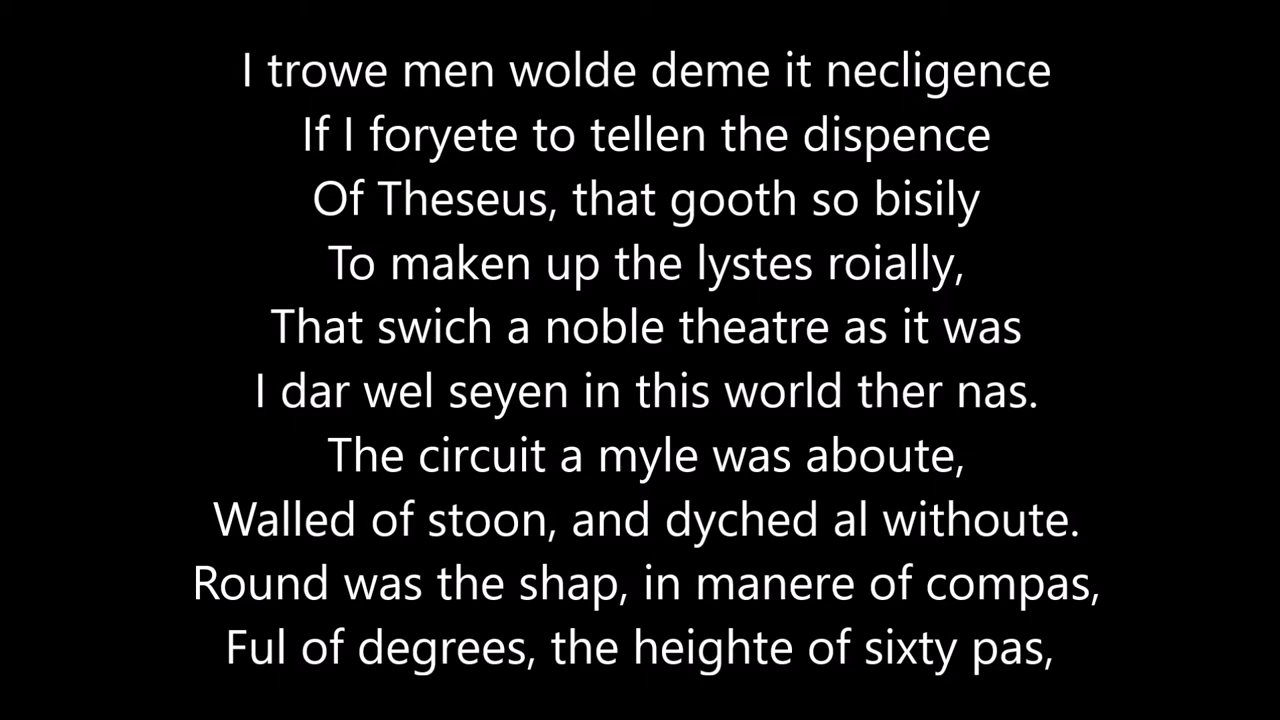 I trowe men wolde deme it necligence
If I foryete to tellen the dispence
Of Theseus, that gooth so bisily
To maken up the lystes roially,
That swich a noble theatre as it was
I dar wel seyen in this world ther nas.
The circuit a myle was aboute,
Walled of stoon, and dyched al withoute.
Round was the shap, in manere of compas,
Ful of degrees, the heighte of sixty pas,